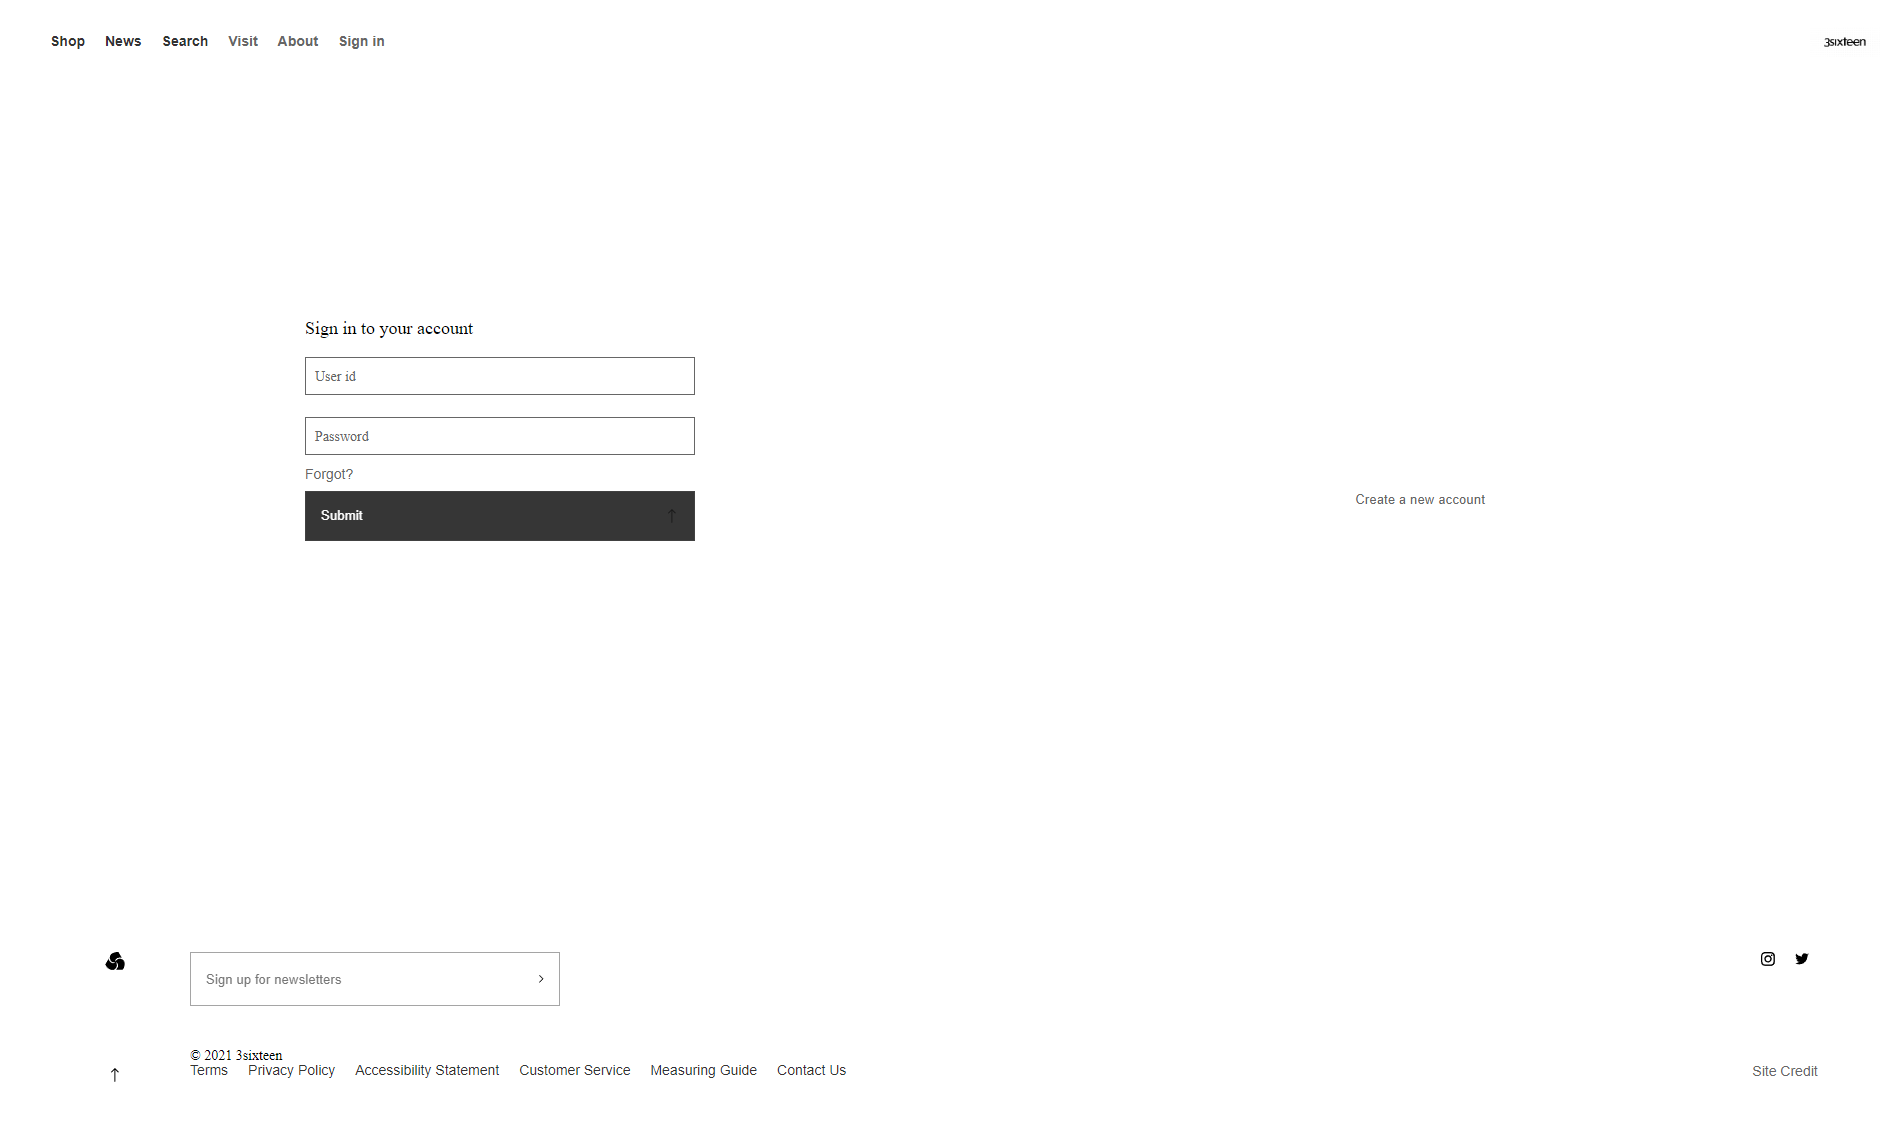 Shop News Search Visit About Sign in
3sixteen
Sign in to your account
User id
Password
Forgot?
Submit
Create a new account
Sign up for newsletters
© 2021 3sixteen
Terms Privacy Policy Accessibility Statement Customer Service Measuring Guide Contact Us
Site Credit